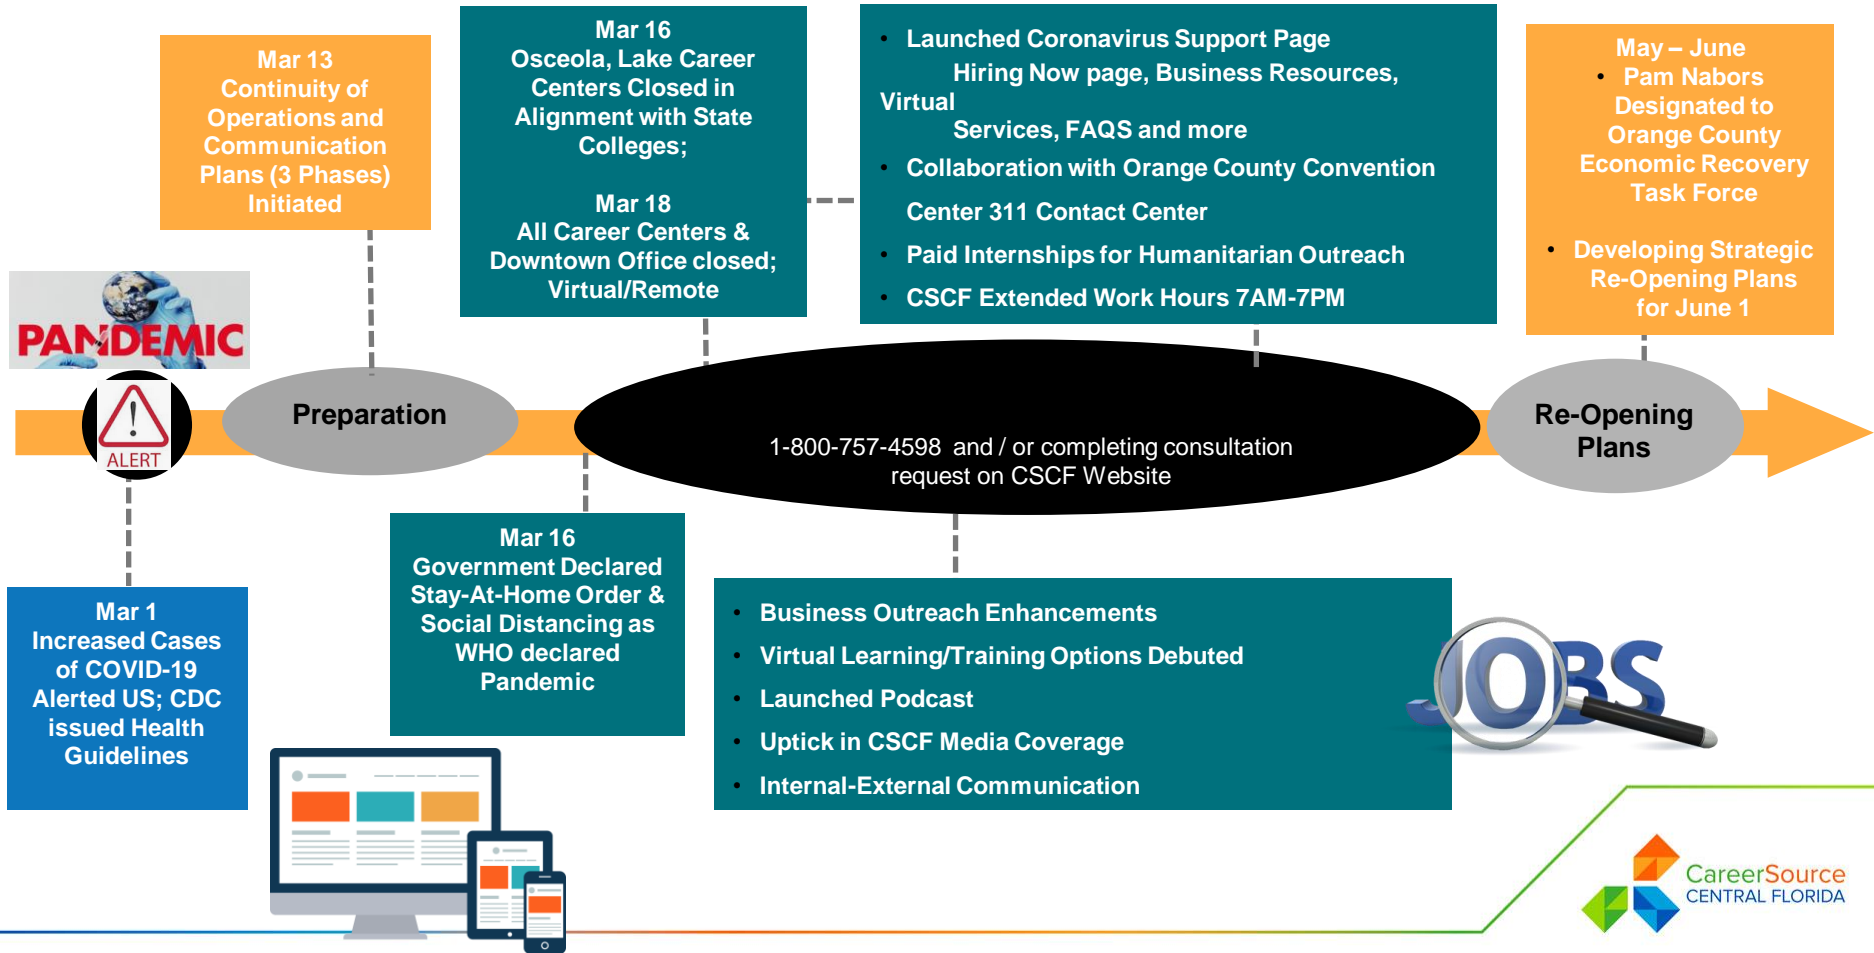 Mar 13
Continuity of
Operations and
Communication
Plans (3 Phases)
Initiated
Mar 16
Osceola, Lake Career
Centers Closed in
Alignment with State
Colleges;
Mar 18
All Career Centers &
Downtown Office closed;
Virtual/Remote
• Launched Coronavirus Support Page
Hiring Now page, Business Resources,
Virtual
Services, FAQS and more
• Collaboration with Orange County Convention
Center 311 Contact Center
• Paid Internships for Humanitarian Outreach
• CSCF Extended Work Hours 7AM-7PM
May – June
• Pam Nabors
Designated to
Orange County
Economic Recovery
Task Force
• Developing Strategic
Re-Opening Plans
for June 1
PANDEMIC
ALERT
Preparation
1-800-757-4598 and / or completing consultation
request on CSCF Website
Re-Opening
Plans
Mar 1
Increased Cases
of COVID-19
Alerted US; CDC
issued Health
Guidelines
Mar 16
Government Declared
Stay-At-Home Order &
Social Distancing as
WHO declared
Pandemic
• Business Outreach Enhancements
• Virtual Learning/Training Options Debuted
• Launched Podcast
• Uptick in CSCF Media Coverage
• Internal-External Communication
JOBS
CareerSource
CENTRAL FLORIDA